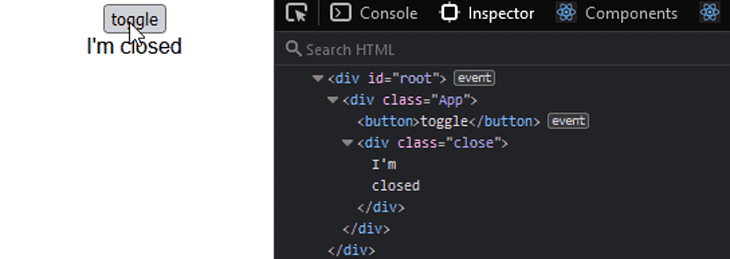 toggle
I'm closed
Console Inspector Components
Search HTML
<div id="root"> event
<div class="App">
<button>toggle</button> event
<div class="close">
I'm
closed
</div>
</div>
</div>